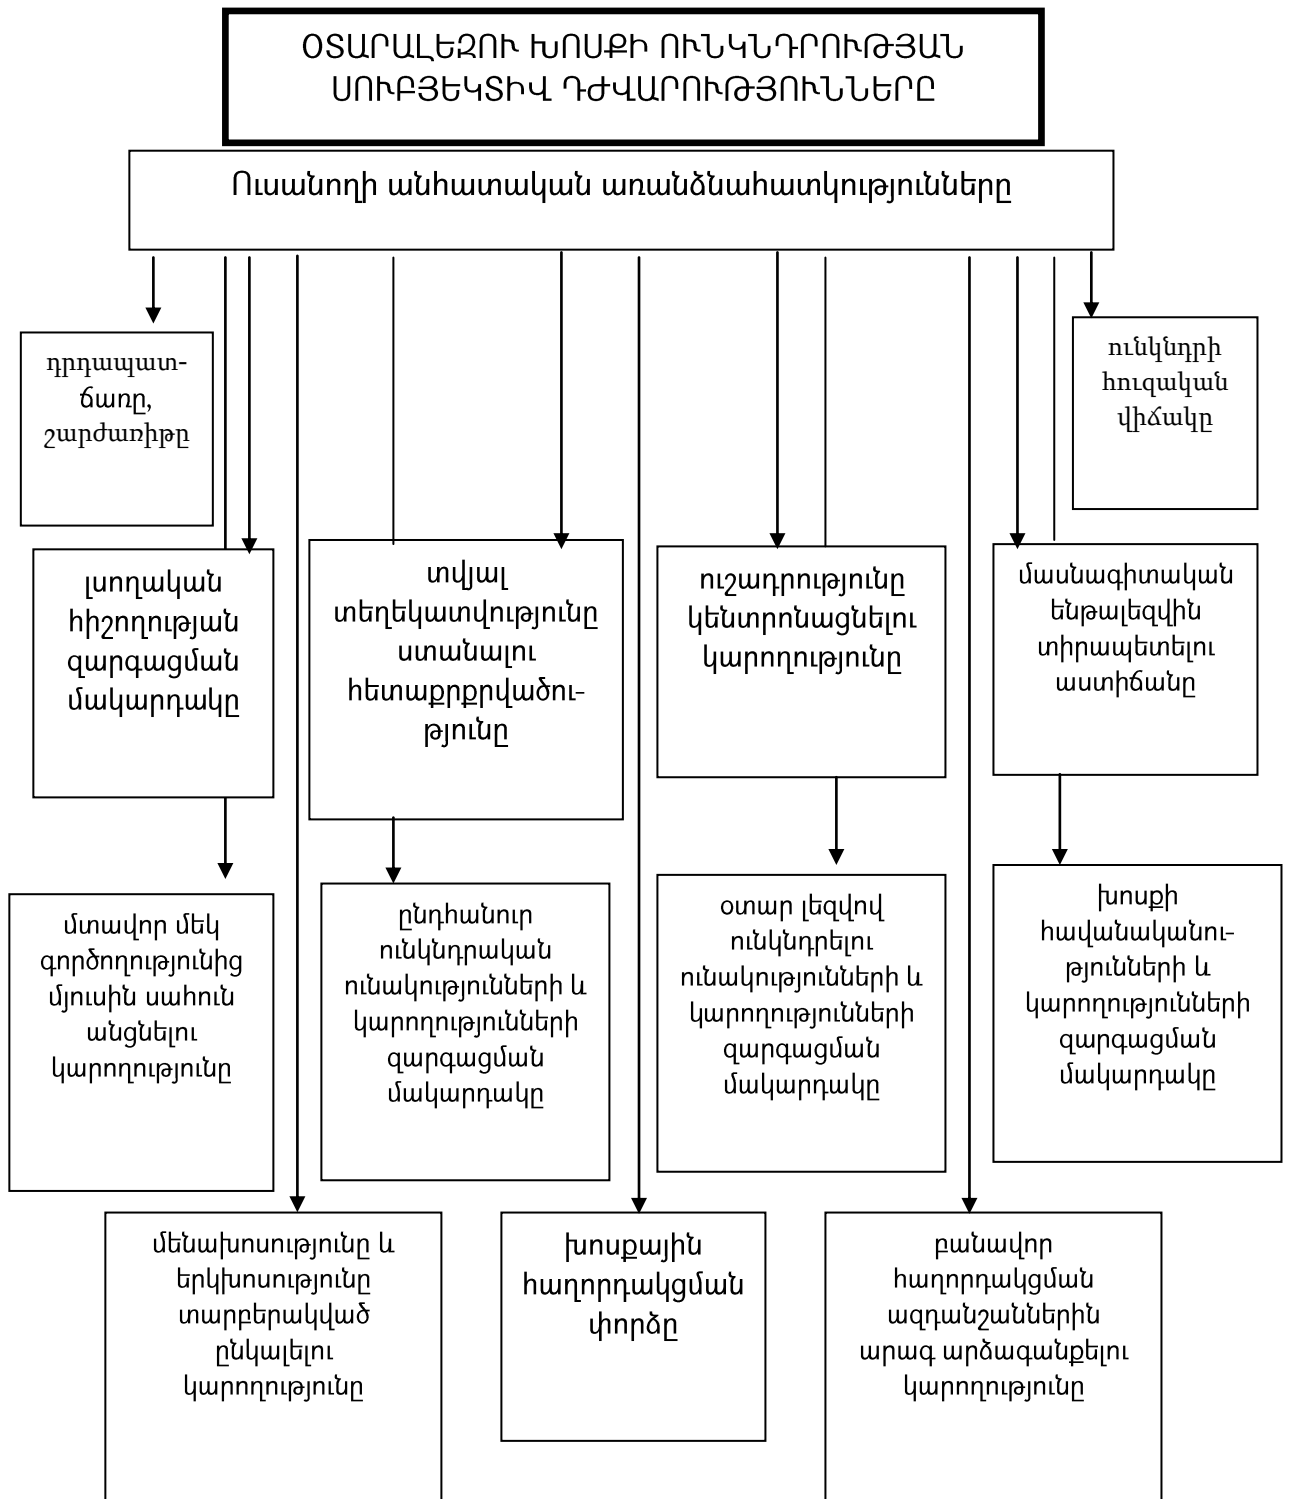 ՕՏԱՐԱԼԵԶՈՒ ԽՈՍՔԻ ՈՒՆԿՆԴՐՈՒԹՅԱՆ
ՍՈՒԲՅԵԿՏԻՎ ԴԺՎԱՐՈՒԹՅՈՒՆՆԵՐԸ
Ուսանողի անհատական առանձնահատկությունները
դրդապատ-
ճառը,
շարժառիթը
ունկնդրի
հուզական
վիճակը
լսողական
հիշողության
զարգացման
մակարդակը
տվյալ
տեղեկատվությունը
ստանալու
հետաքրքրվածու-
թյունը
ուշադրությունը
կենտրոնացնելու
կարողությունը
մասնագիտական
ենթալեզվին
տիրապետելու
աստիճանը
մտավոր մեկ
գործողությունից
մյուսին սահուն
անցնելու
կարողությունը
ընդհանուր
ունկնդրական
ունակությունների և
կարողությունների
զարգացման
մակարդակը
օտար լեզվով
ունկնդրելու
ունակությունների և
կարողությունների
զարգացման
մակարդակը
խոսքի
հավանականու-
թյունների և
կարողությունների
զարգացման
մակարդակը
մենախոսությունը և
երկխոսությունը
տարբերակված
ընկալելու
կարողությունը
խոսքային
հաղորդակցման
փորձը
բանավոր
հաղորդակցման
ազդանշաններին
արագ արձագանքելու
կարողությունը